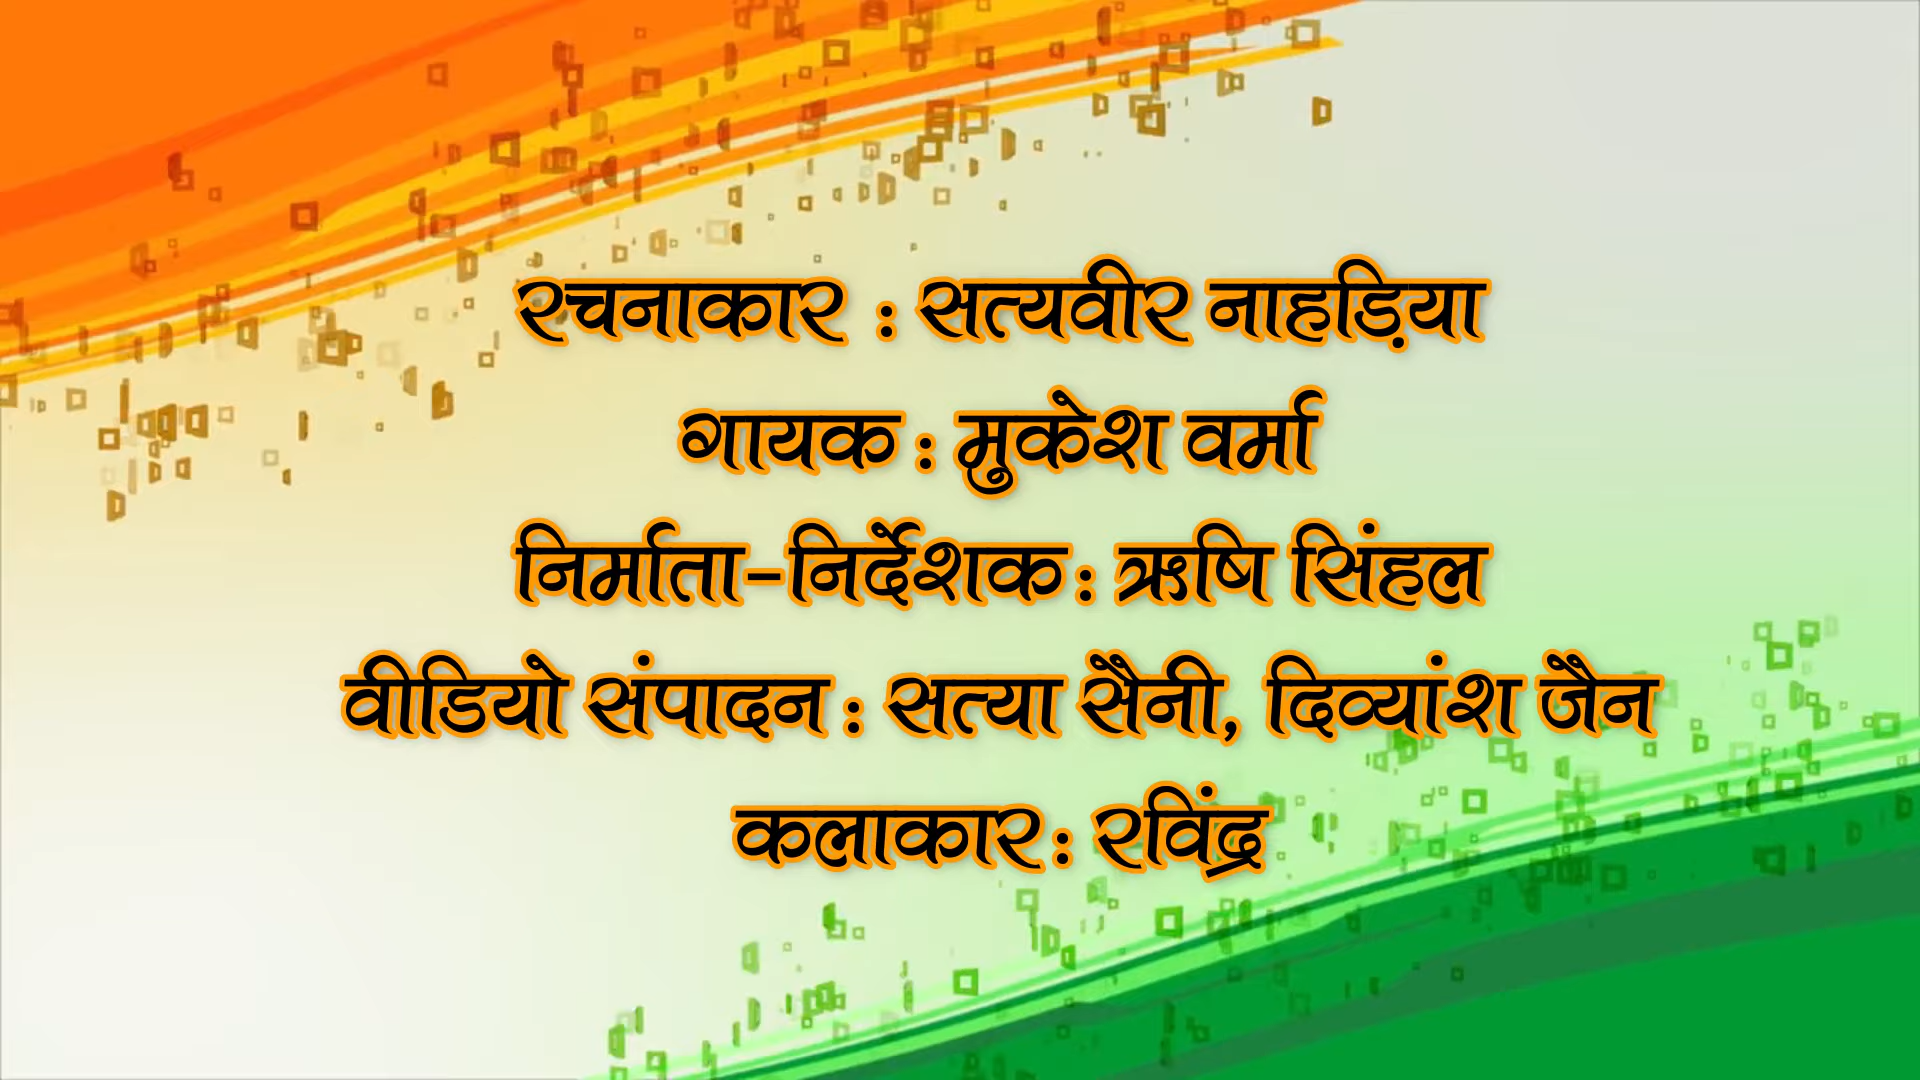 रचनाकार : सत्यवीर नाहड़िया
गायक : मुकेश वर्मा
निर्माता-निर्देशक : ऋषि सिंहल
वीडियो संपादन : सत्या सैनी, दिव्यांश जैन
कलाकार : रविंद्र